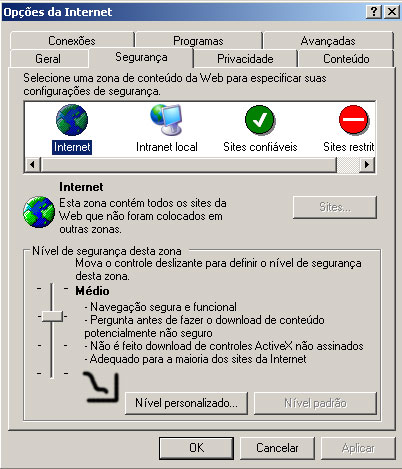 Opções da Internet
Conexões Programas Avançadas
Geral Segurança Privacidade Conteúdo
Selecione uma zona de conteúdo da Web para especificar suas
configurações de segurança.
Internet Intranet local Sites confiáveis Sites restrit
Internet
Esta zona contém todos os sites da
Web que não foram colocados em
outras zonas.
Sites...
Nível de segurança desta zona
Mova o controle deslizante para definir o nível de segurança
desta zona.
Médio
- Navegação segura e funcional
- Pergunta antes de fazer o download de conteúdo
potencialmente não seguro
- Não é feito download de controles ActiveX não assinados
- Adequado para a maioria dos sites da Internet
Nível personalizado... Nível padrão
OK Cancelar Aplicar